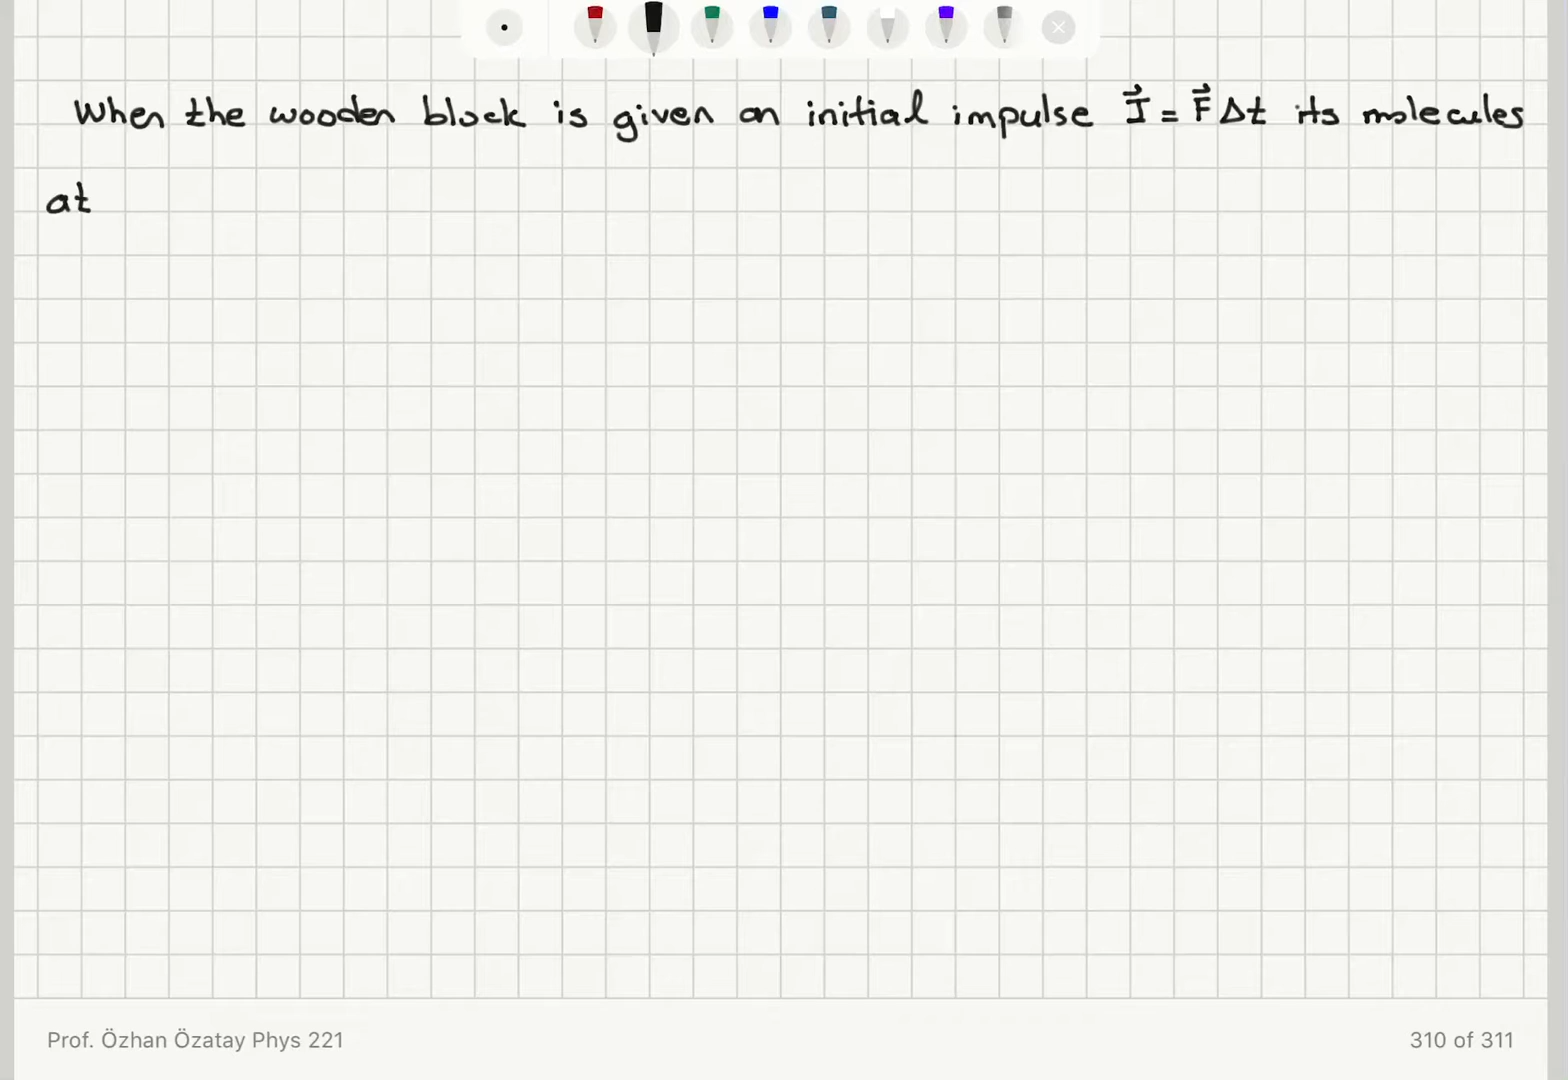 When the wooden block is given an initial impulse J⃗ = F⃗ Δt its molecules
at
Prof. Özhan Özatay Phys 221
310 of 311